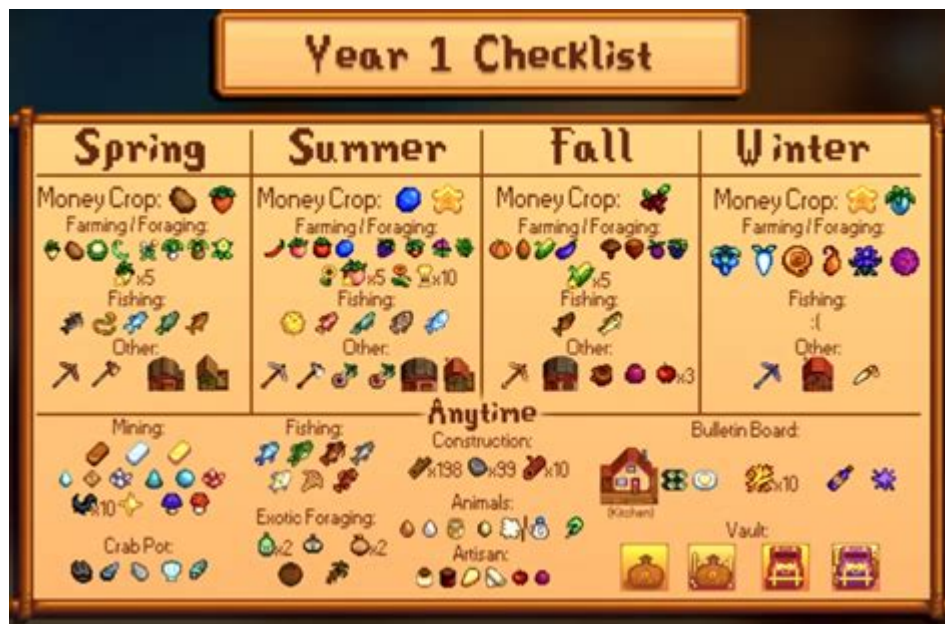 Year 1 Checklist
Spring
Money Crop:
Farming/Foraging:
x5
Fishing:
Other:
Summer
Money Crop:
Farming/Foraging:
x5 x10
Fishing:
Other:
Fall
Money Crop:
Farming/Foraging:
x5
Fishing:
Other:
x3
Winter
Money Crop:
Farming/Foraging:
Fishing:
:(
Other:
Anytime
Mining:
x10
Crab Pot:
Fishing:
Exotic Foraging:
x2 x2
Construction:
x198 x99 x10
Animals:
Artisan:
Bulletin Board:
x10
(Kitchen)
Vault: